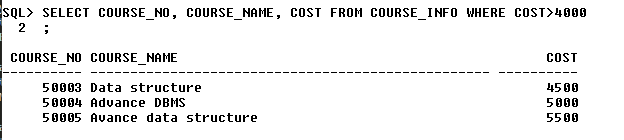 SQL> SELECT COURSE_NO, COURSE_NAME, COST FROM COURSE_INFO WHERE COST>4000
2 ;
COURSE_NO COURSE_NAME COST
---------- -------------------------------------------------- ----------
50003 Data structure 4500
50004 Advance DBMS 5000
50005 Avance data structure 5500